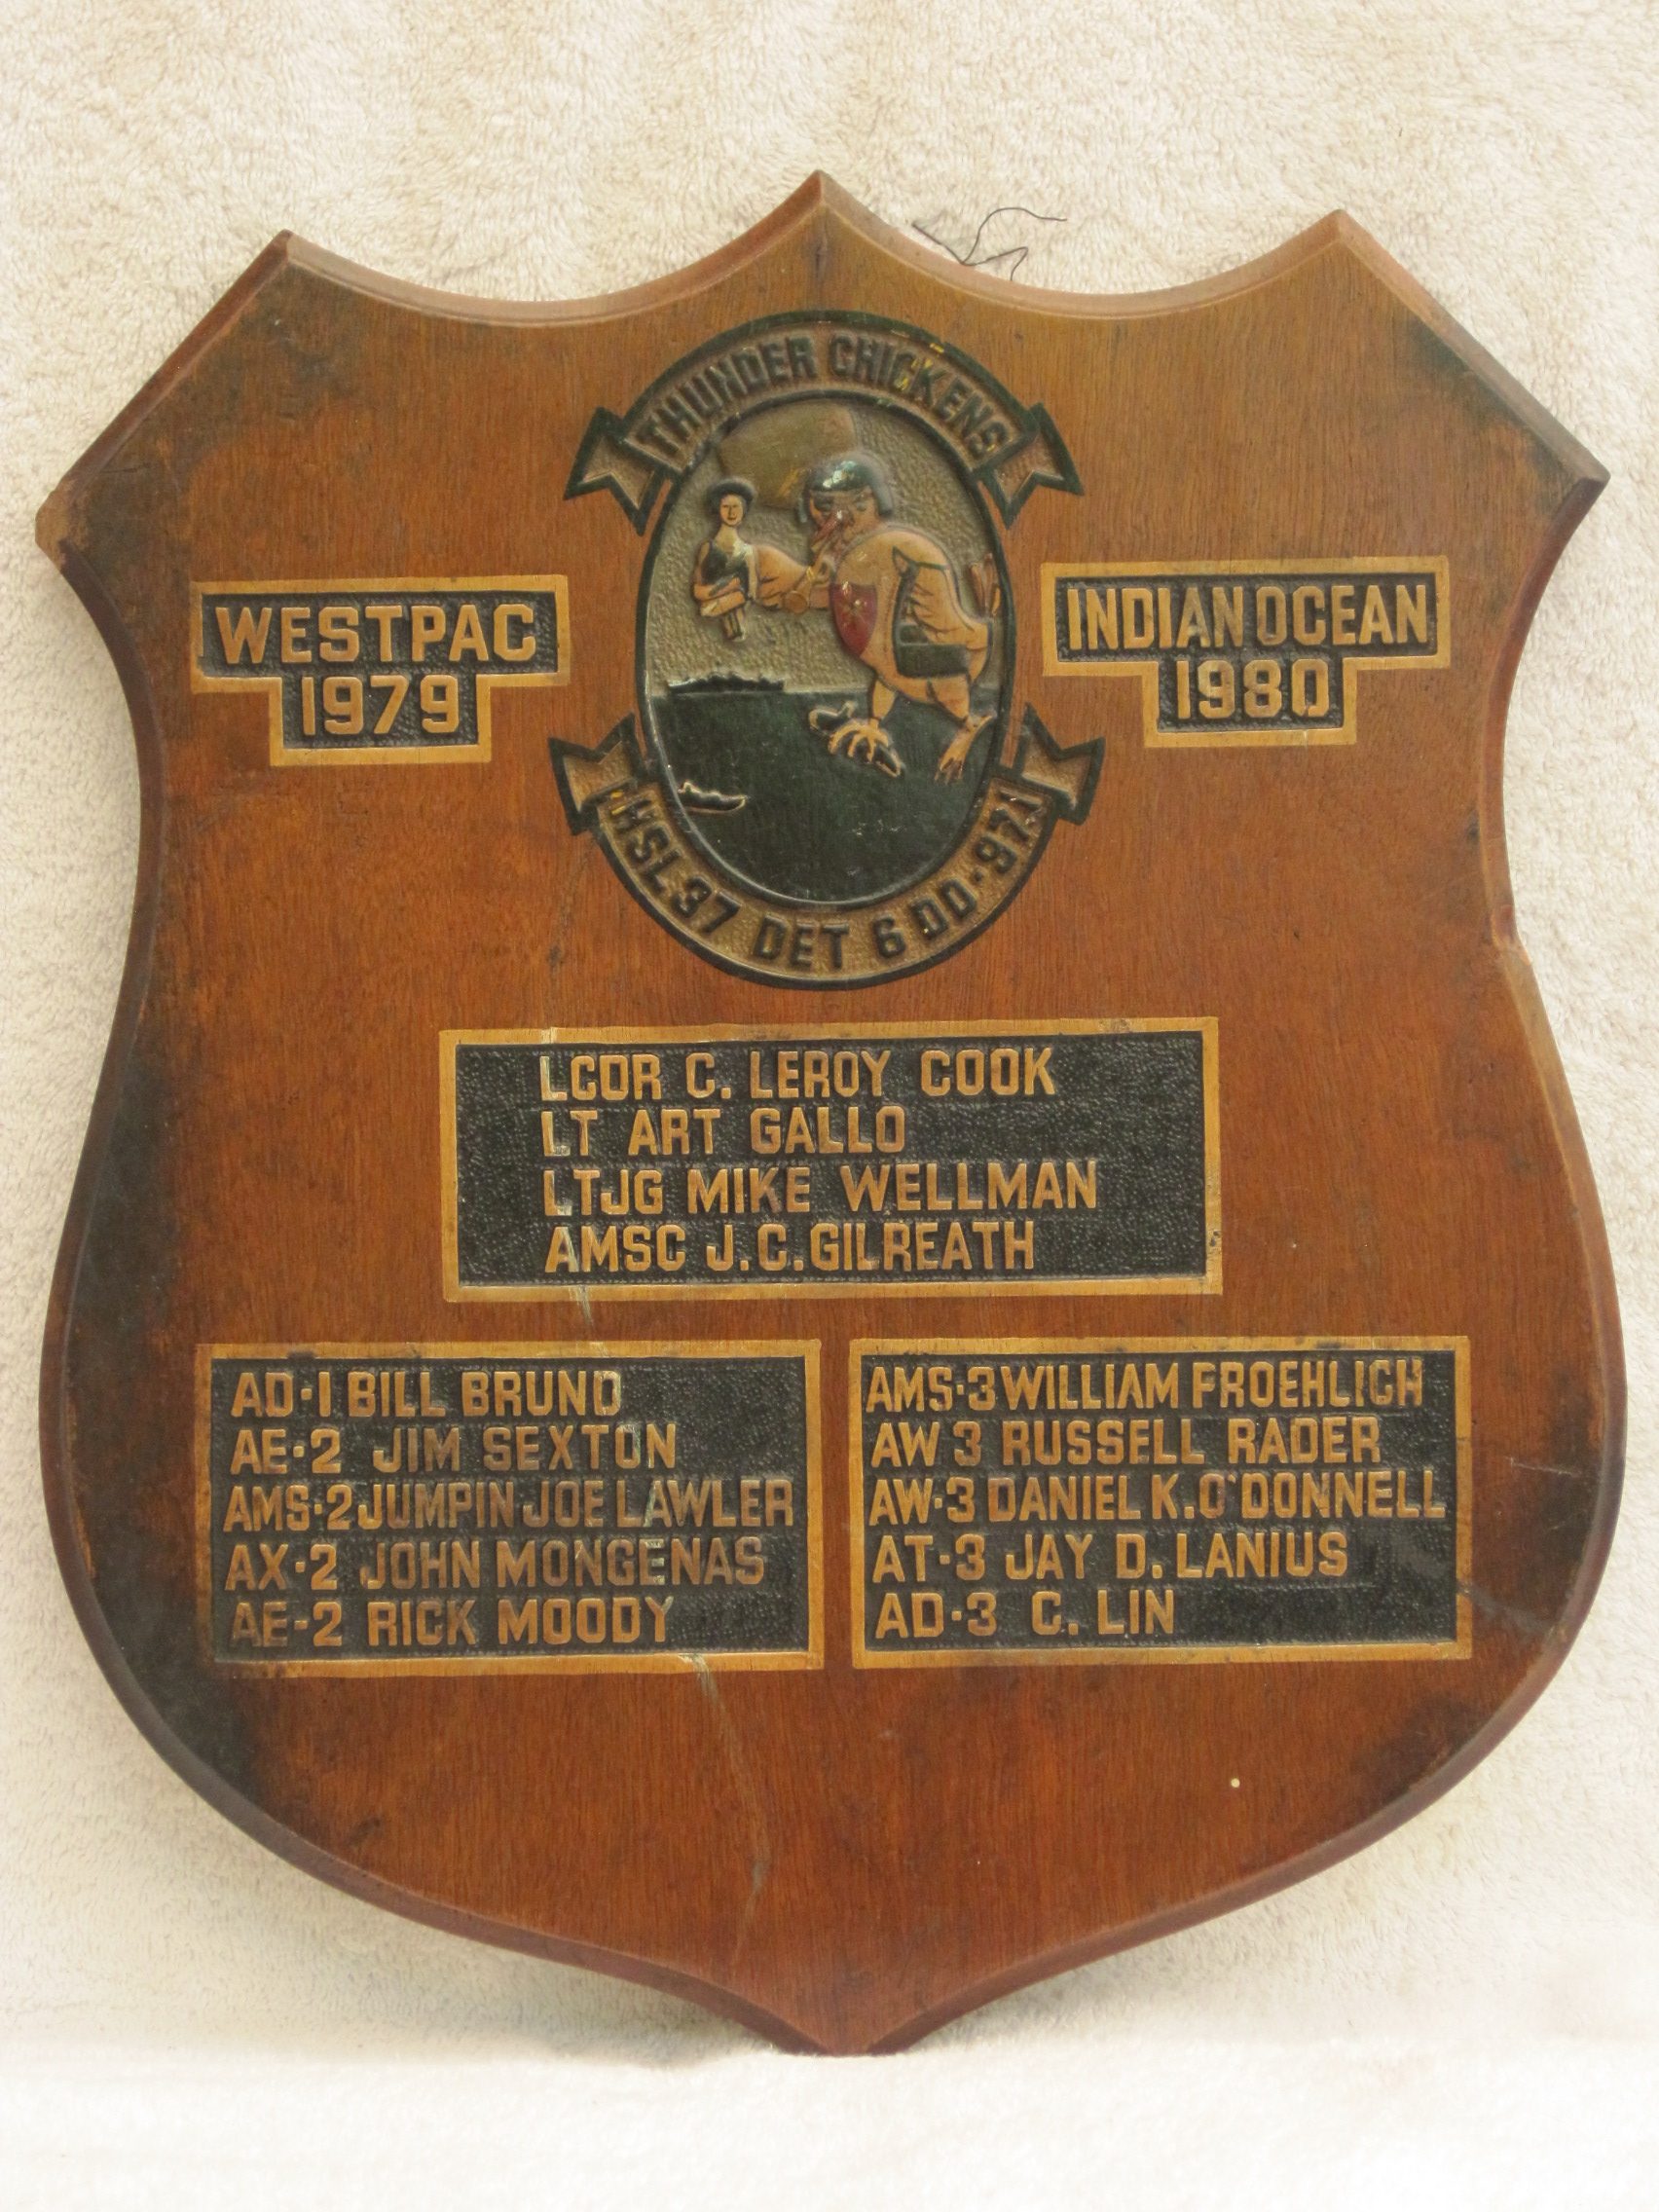 THUNDER CHICKENS
WESTPAC
1979
INDIAN OCEAN
1980
HSL 37 DET 6 DD-971
LCDR C. LEROY COOK
LT ART GALLO
LTJG MIKE WELLMAN
AMSC J.C. GILREATH
AD-1 BILL BRUNO
AE-2 JIM SEXTON
AMS-2 JUMPIN JOE LAWLER
AX-2 JOHN MONGENAS
AE-2 RICK MOODY
AMS-3 WILLIAM FROEHLICH
AW 3 RUSSELL RADER
AW-3 DANIEL K. O'DONNELL
AT-3 JAY D. LANIUS
AD-3 C. LIN